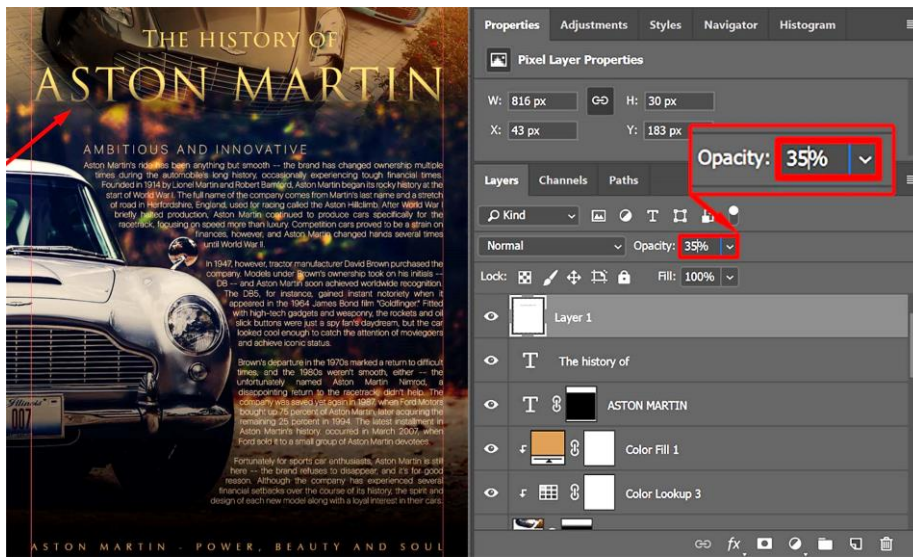 THE HISTORY OF
ASTON MARTIN
AMBITIOUS AND INNOVATIVE
Aston Martin's ride has been anything but smooth -- the brand has changed ownership multiple
times during the automobile's long history, occasionally experiencing tough financial times.
Founded in 1914 by Lionel Martin and Robert Bamford, Aston Martin began its rocky history at the
start of World War I. The full name of the company comes from Martin's last name and a stretch
of road in Herfordshire, England, used for racing called the Aston Hillclimb. After World War I
briefly halted production, Aston Martin continued to produce cars specifically for the
racetrack, focusing on speed more than luxury. Competition cars proved to be a strain on
finances, however, and Aston Martin changed hands several times
until World War II.
In 1947, however, tractor manufacturer David Brown purchased the
company. Models under Brown's ownership took on his initials --
DB -- and Aston Martin soon achieved worldwide recognition.
The DB5, for instance, gained instant notoriety when it
appeared in the 1964 James Bond film "Goldfinger." Fitted
with high-tech gadgets and weaponry, the rockets and oil
slick buttons were just a spy fan's daydream, but the car
looked cool enough to catch the attention of moviegoers
and achieve iconic status.
Brown's departure in the 1970s marked a return to difficult
times, and the 1980s weren't smooth, either -- the
unfortunately named Aston Martin Nimrod, a
disappointing return to the racetrack, didn't help. The
company was saved yet again in 1987, when Ford Motors
bought up 75 percent of Aston Martin, later acquiring the
remaining 25 percent in 1994. The latest installment in
Aston Martin's history, occurred in March 2007, when
Ford sold it to a small group of Aston Martin devotees.
Fortunately for sports car enthusiasts, Aston Martin is still
here -- the brand refuses to disappear, and it's for good
reason. Although the company has experienced several
financial setbacks over the course of its history, the spirit and
design of each new model along with a loyal interest in their cars.
Illinois
007
ASTON MARTIN - POWER, BEAUTY AND SOUL
Properties Adjustments Styles Navigator Histogram
Pixel Layer Properties
W: 816 px H: 30 px
X: 43 px Y: 183 px
Opacity: 35%
Layers Channels Paths
Kind
Normal Opacity: 35%
Lock: Fill: 100%
Layer 1
T The history of
T ASTON MARTIN
Color Fill 1
Color Lookup 3
fx